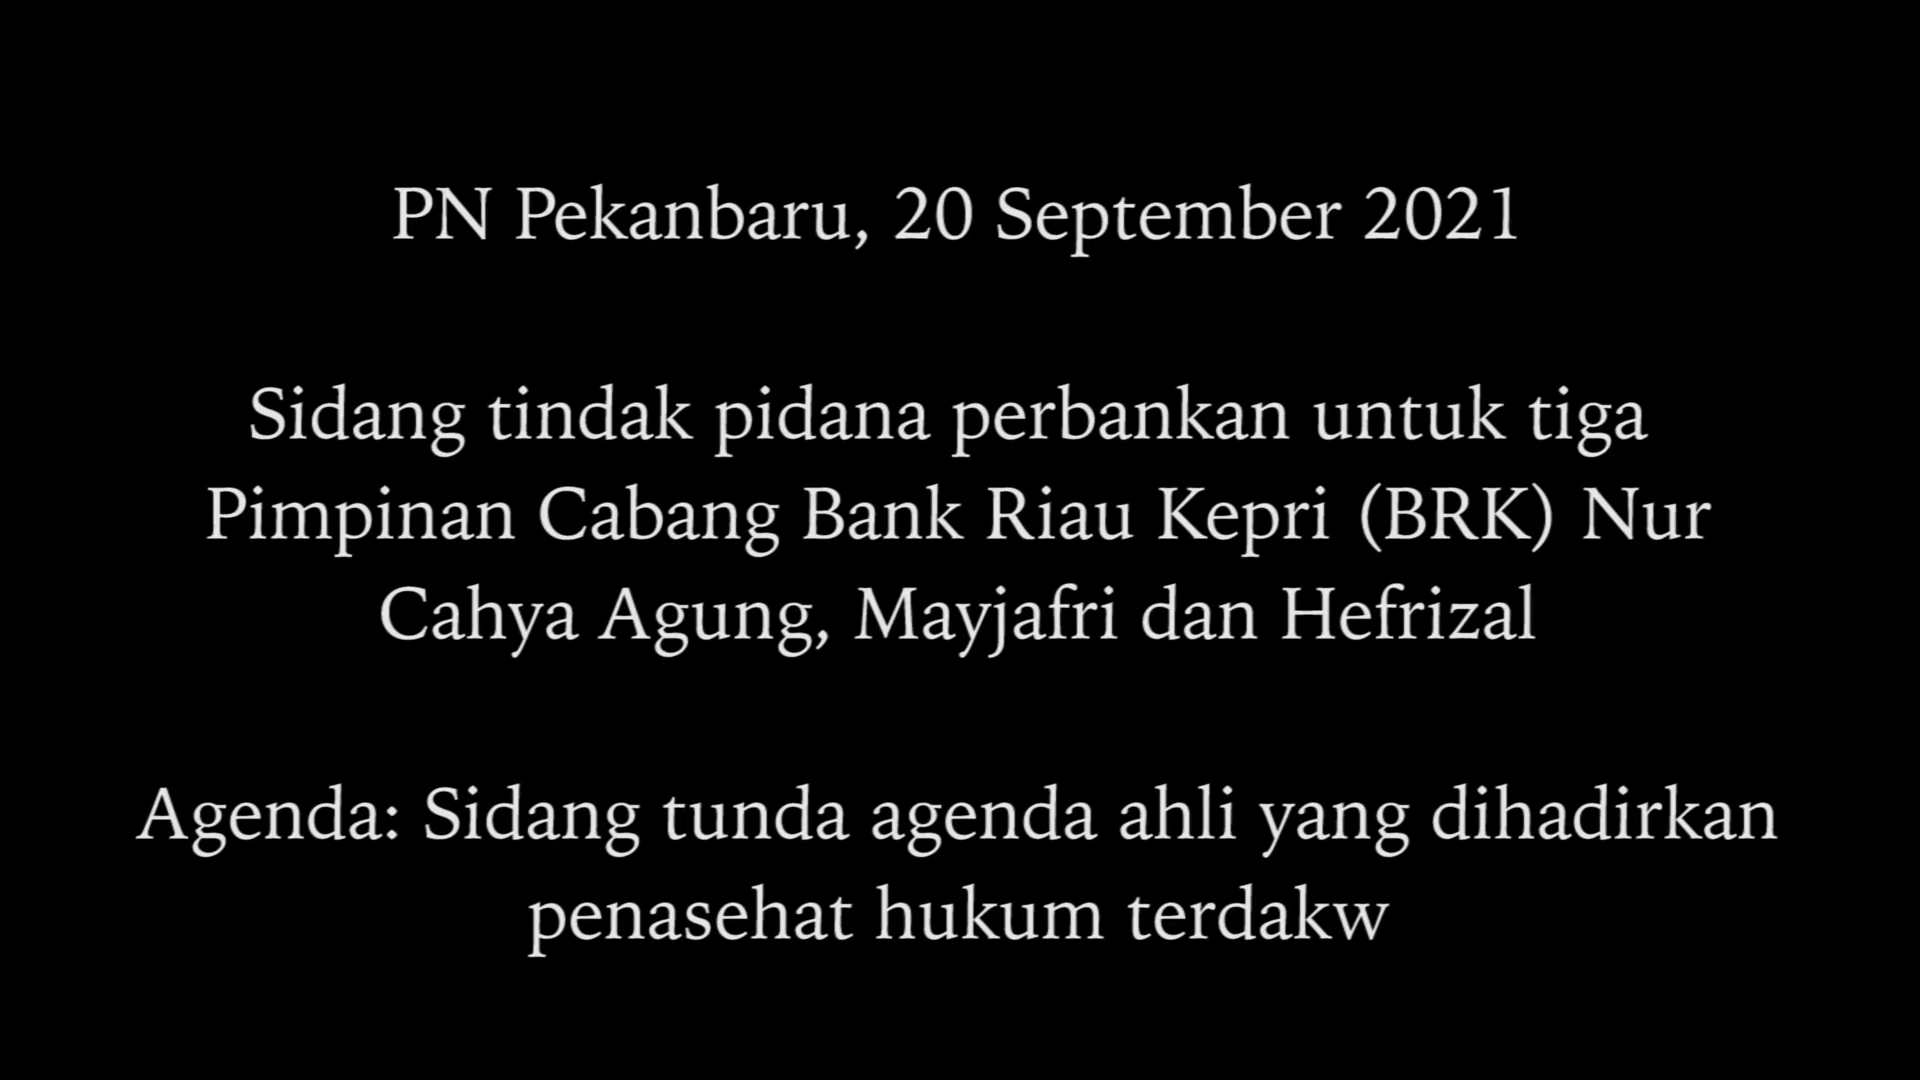 PN Pekanbaru, 20 September 2021
Sidang tindak pidana perbankan untuk tiga
Pimpinan Cabang Bank Riau Kepri (BRK) Nur
Cahya Agung, Mayjafri dan Hefrizal
Agenda: Sidang tunda agenda ahli yang dihadirkan
penasehat hukum terdakw